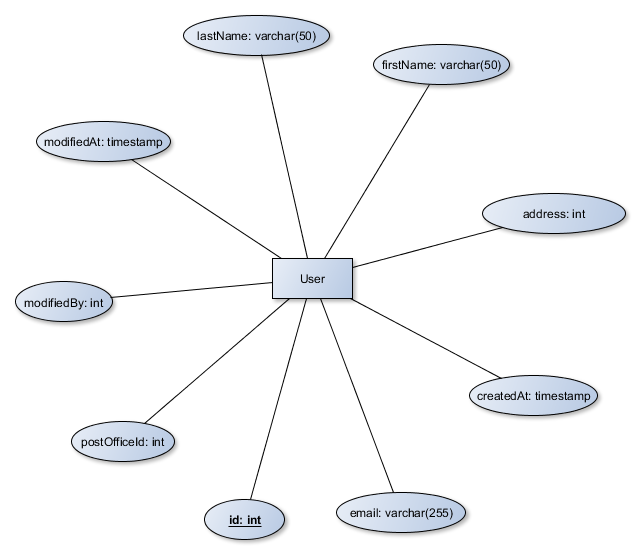 lastName: varchar(50)
firstName: varchar(50)
modifiedAt: timestamp
address: int
User
modifiedBy: int
createdAt: timestamp
postOfficeId: int
email: varchar(255)
id: int